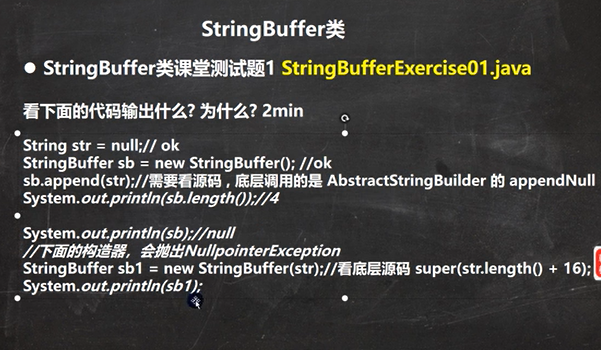 StringBuffer类
● StringBuffer类课堂测试题1 StringBufferExercise01.java
看下面的代码输出什么? 为什么? 2min
String str = null;// ok
StringBuffer sb = new StringBuffer(); //ok
sb.append(str);//需要看源码 , 底层调用的是 AbstractStringBuilder 的 appendNull
System.out.println(sb.length());//4
System.out.println(sb);//null
//下面的构造器，会抛出NullpointerException
StringBuffer sb1 = new StringBuffer(str);//看底层源码 super(str.length() + 16);
System.out.println(sb1);